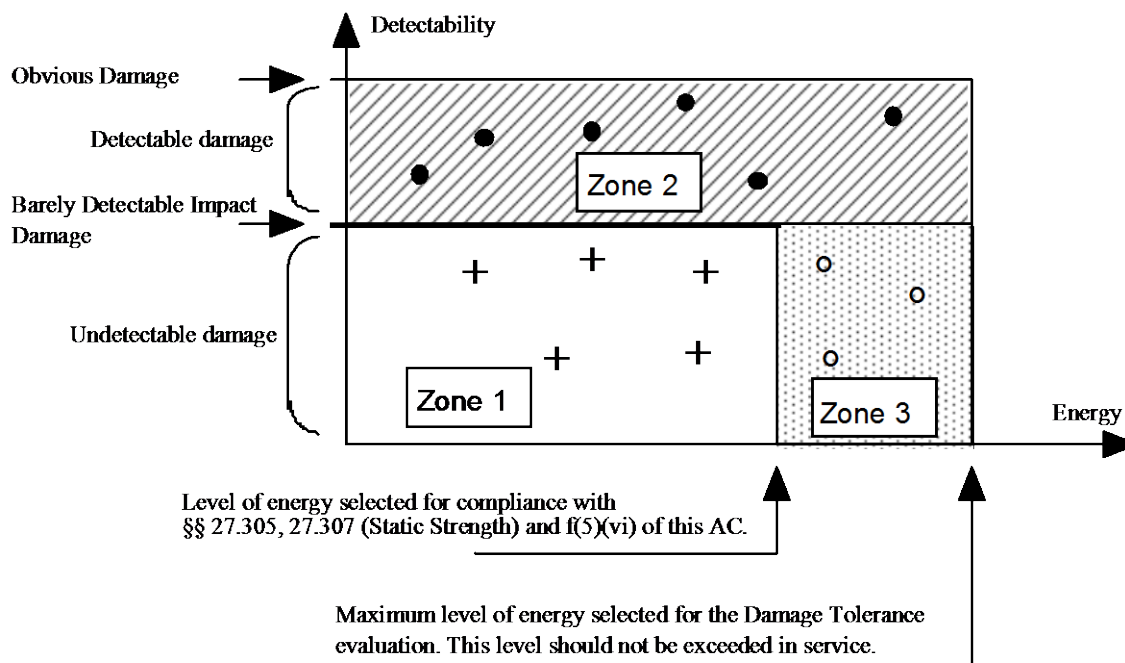 Detectability
Obvious Damage
Detectable damage
Zone 2
Barely Detectable Impact
Damage
Undetectable damage
Zone 1
Zone 3
Energy
Level of energy selected for compliance with
§§ 27.305, 27.307 (Static Strength) and f(5)(vi) of this AC.
Maximum level of energy selected for the Damage Tolerance
evaluation. This level should not be exceeded in service.